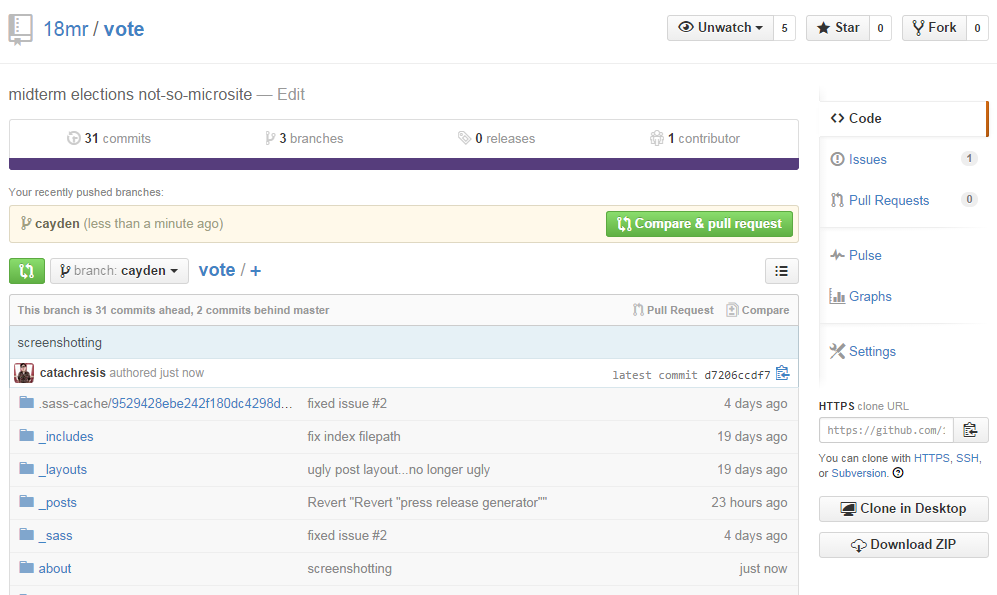 18mr / vote
Unwatch 5 Star 0 Fork 0
midterm elections not-so-microsite — Edit
31 commits 3 branches 0 releases 1 contributor
Your recently pushed branches:
cayden (less than a minute ago) Compare & pull request
branch: cayden vote / +
This branch is 31 commits ahead, 2 commits behind master Pull Request Compare
screenshotting
catachresis authored just now latest commit d7206ccdf7
.sass-cache/9529428ebe242f180dc4298d... fixed issue #2 4 days ago
_includes fix index filepath 19 days ago
_layouts ugly post layout...no longer ugly 19 days ago
_posts Revert "Revert "press release generator"" 23 hours ago
_sass fixed issue #2 4 days ago
about screenshotting just now
Code
Issues 1
Pull Requests 0
Pulse
Graphs
Settings
HTTPS clone URL
https://github.com/
You can clone with HTTPS, SSH,
or Subversion.
Clone in Desktop
Download ZIP